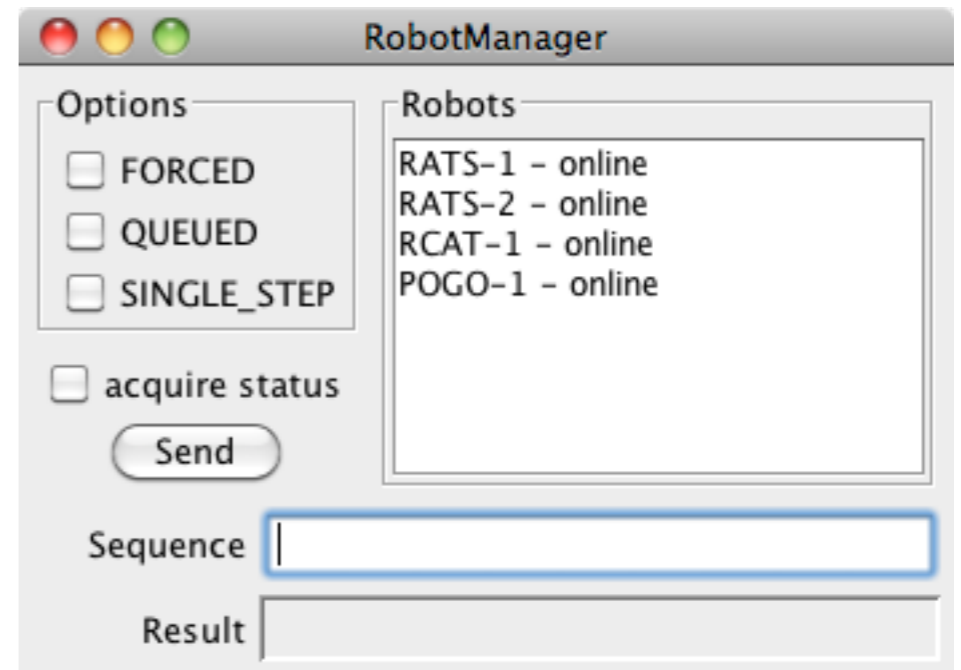 RobotManager
Options
FORCED
QUEUED
SINGLE_STEP
acquire status
Send
Robots
RATS-1 - online
RATS-2 - online
RCAT-1 - online
POGO-1 - online
Sequence
Result